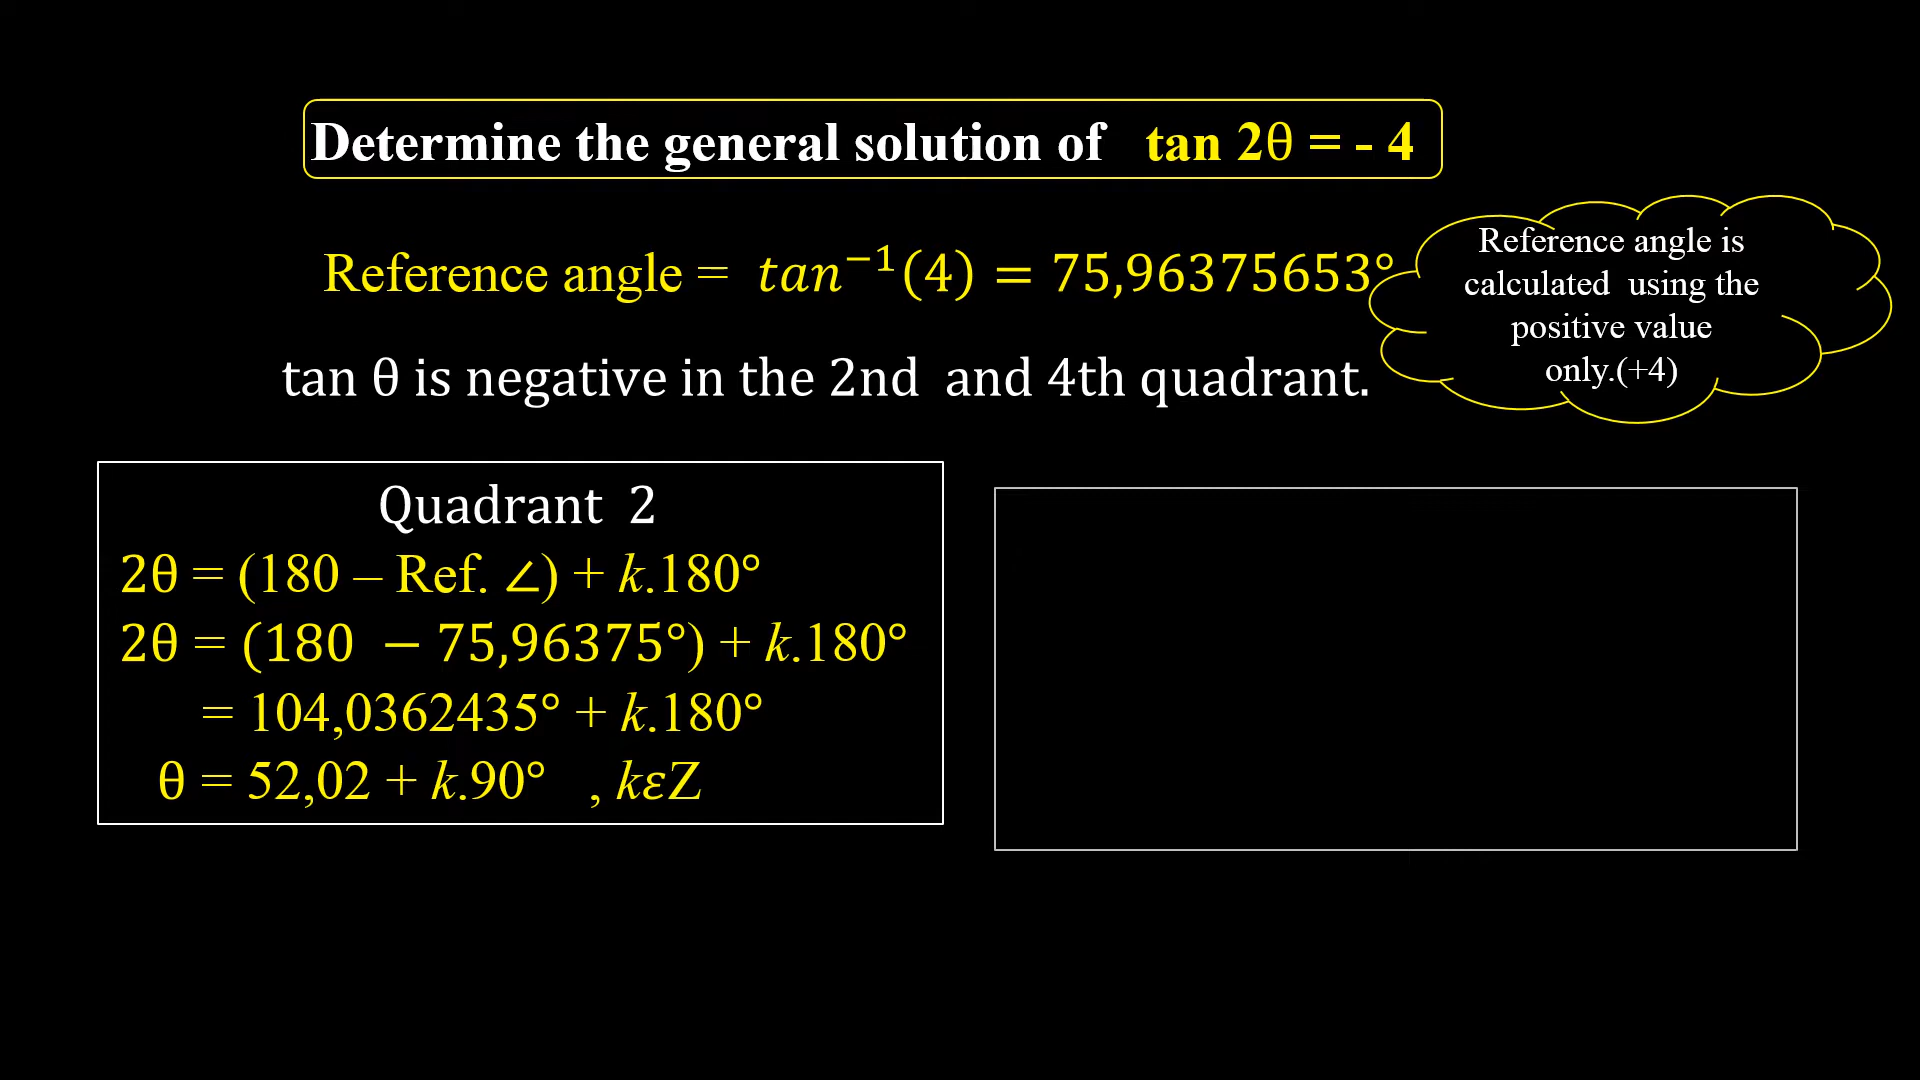 Determine the general solution of tan 2θ = - 4
Reference angle = tan⁻¹(4) = 75,96375653°
Reference angle is
calculated using the
positive value
only.(+4)
tan θ is negative in the 2nd and 4th quadrant.
Quadrant 2
2θ = (180 – Ref. ∠) + k.180°
2θ = (180 − 75,96375°) + k.180°
= 104,0362435° + k.180°
θ = 52,02 + k.90° , kεZ